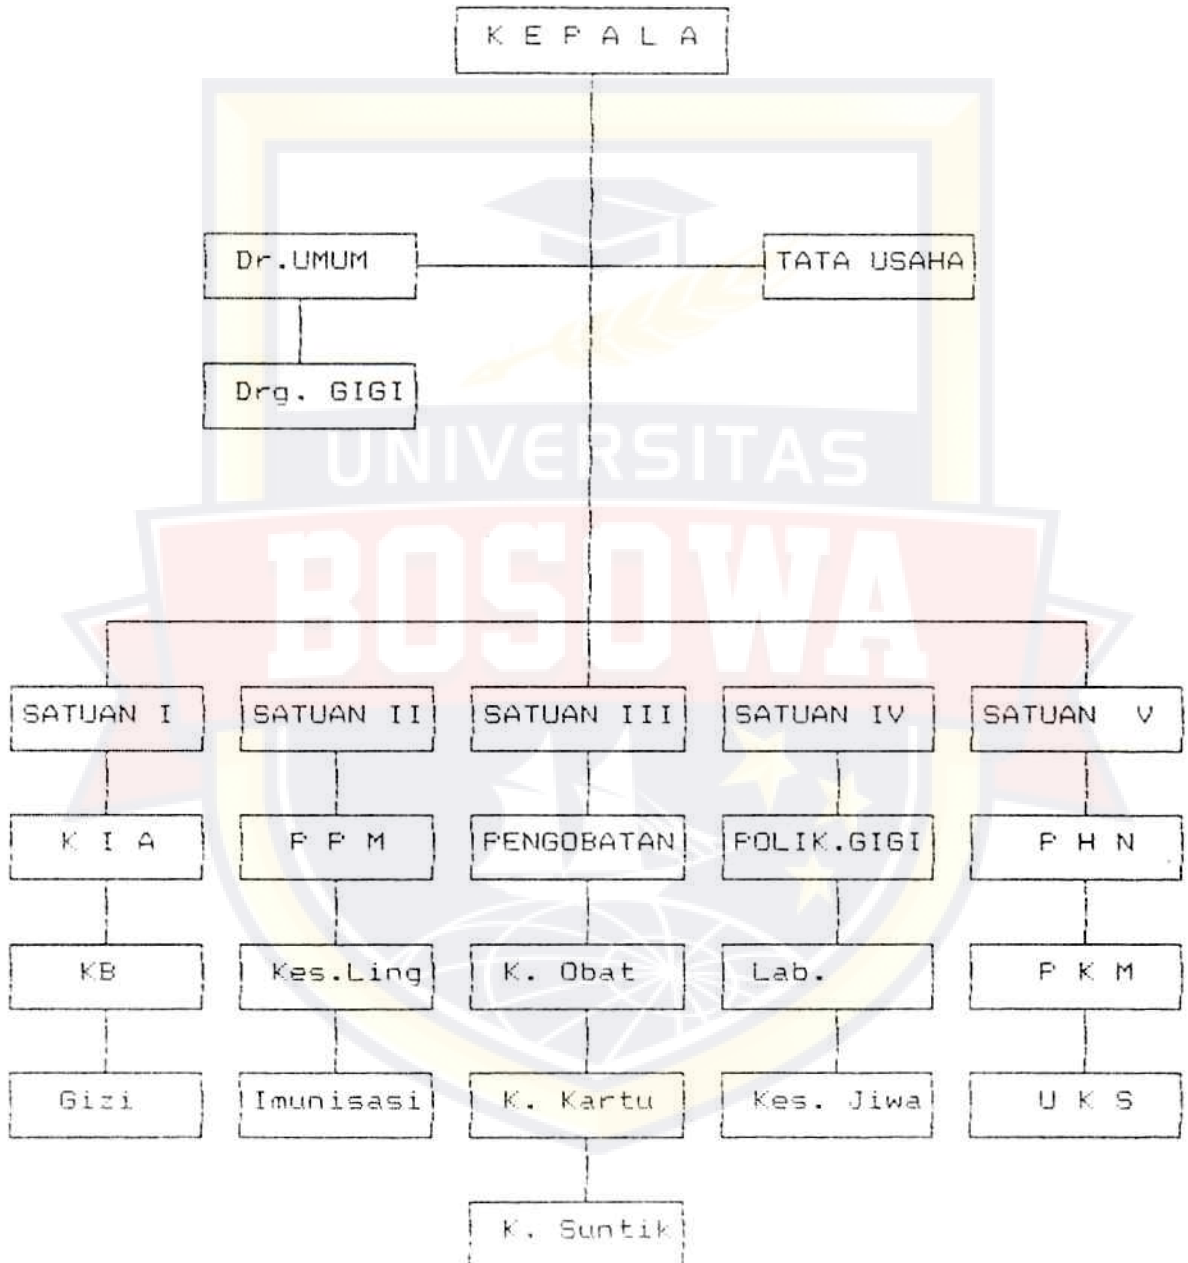 K E P A L A
Dr.UMUM
TATA USAHA
Drg. GIGI
UNIVERSITAS
BOSOWA
SATUAN I
SATUAN II
SATUAN III
SATUAN IV
SATUAN V
K I A
P P M
PENGOBATAN
POLIK.GIGI
P H N
KB
Kes.Ling
K. Obat
Lab.
P K M
Gizi
Imunisasi
K. Kartu
Kes. Jiwa
U K S
K. Suntik